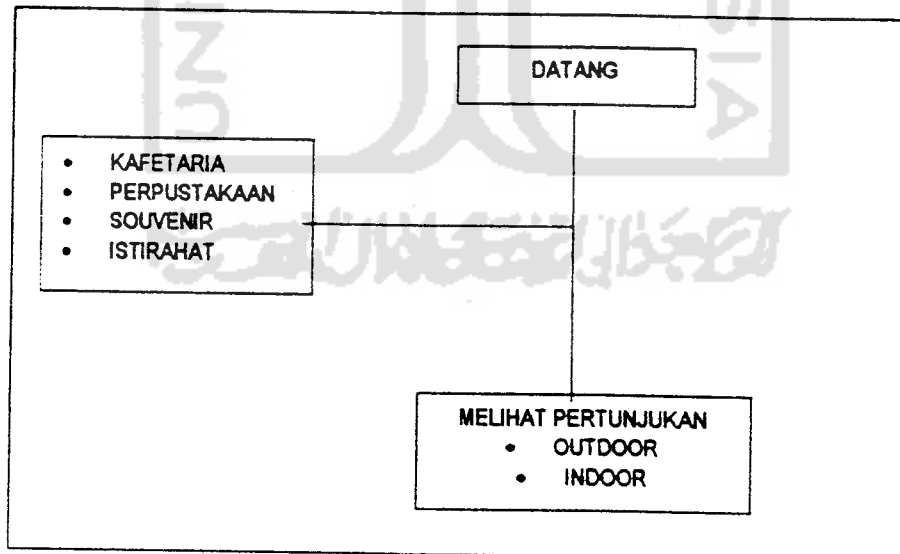 DATANG
• KAFETARIA
• PERPUSTAKAAN
• SOUVENIR
• ISTIRAHAT
MELIHAT PERTUNJUKAN
• OUTDOOR
• INDOOR